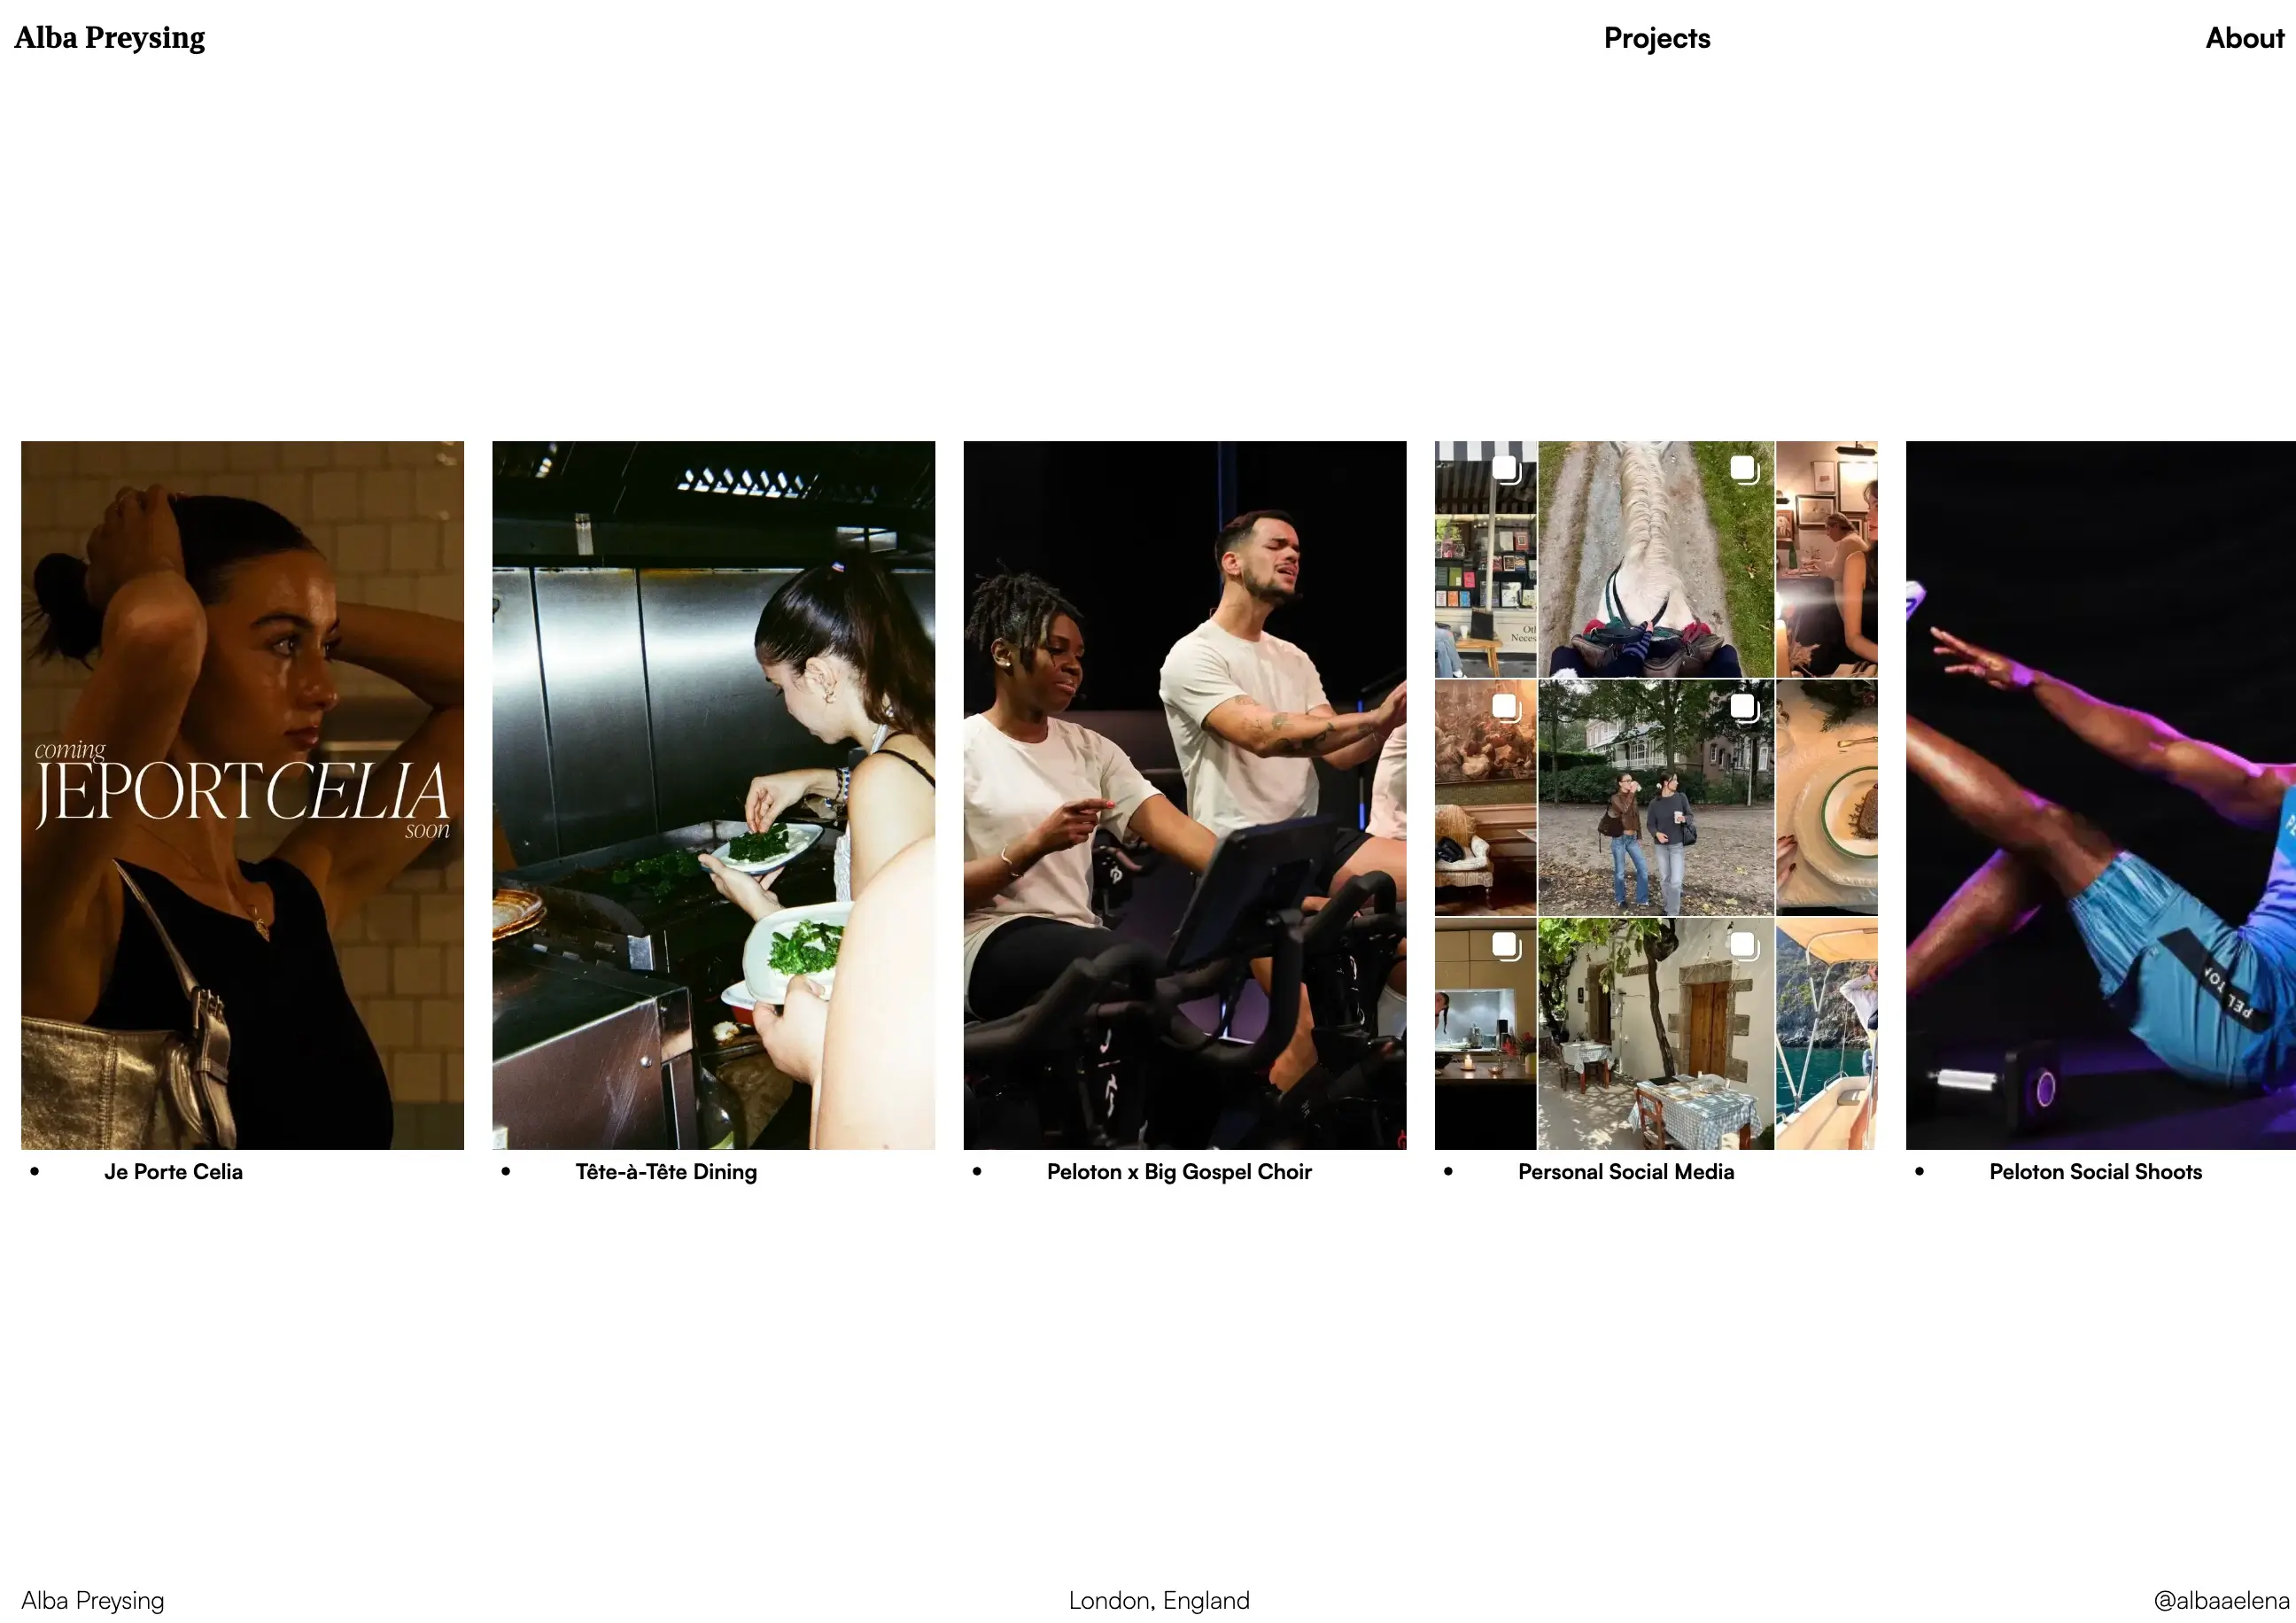 Alba Preysing
Projects
About
coming
JEPORTCELIA
soon
PELOTON
• Je Porte Celia
• Tête-à-Tête Dining
• Peloton x Big Gospel Choir
• Personal Social Media
• Peloton Social Shoots
Alba Preysing
London, England
@albaaelena